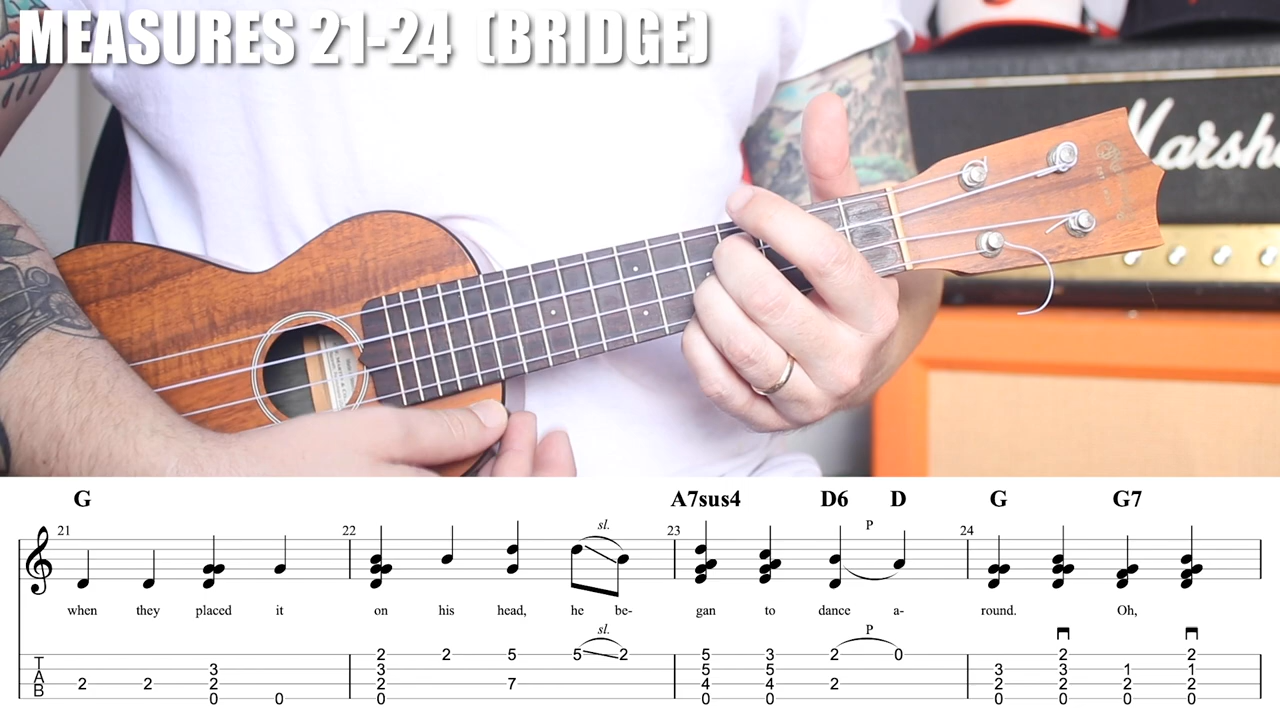 MEASURES 21-24 (BRIDGE)
Marsh
G A7sus4 D6 D G G7
21 22 23 24
sl. P
when they placed it on his head, he be- gan to dance a- round. Oh,
sl. P
T 2 5 5 2 5 3 2 0 2 2
A 3 3 5 5 3 3 1 1
B 2 2 2 2 7 4 4 2 2 2 2 2
0 0 0 0 0 0 0 0 0